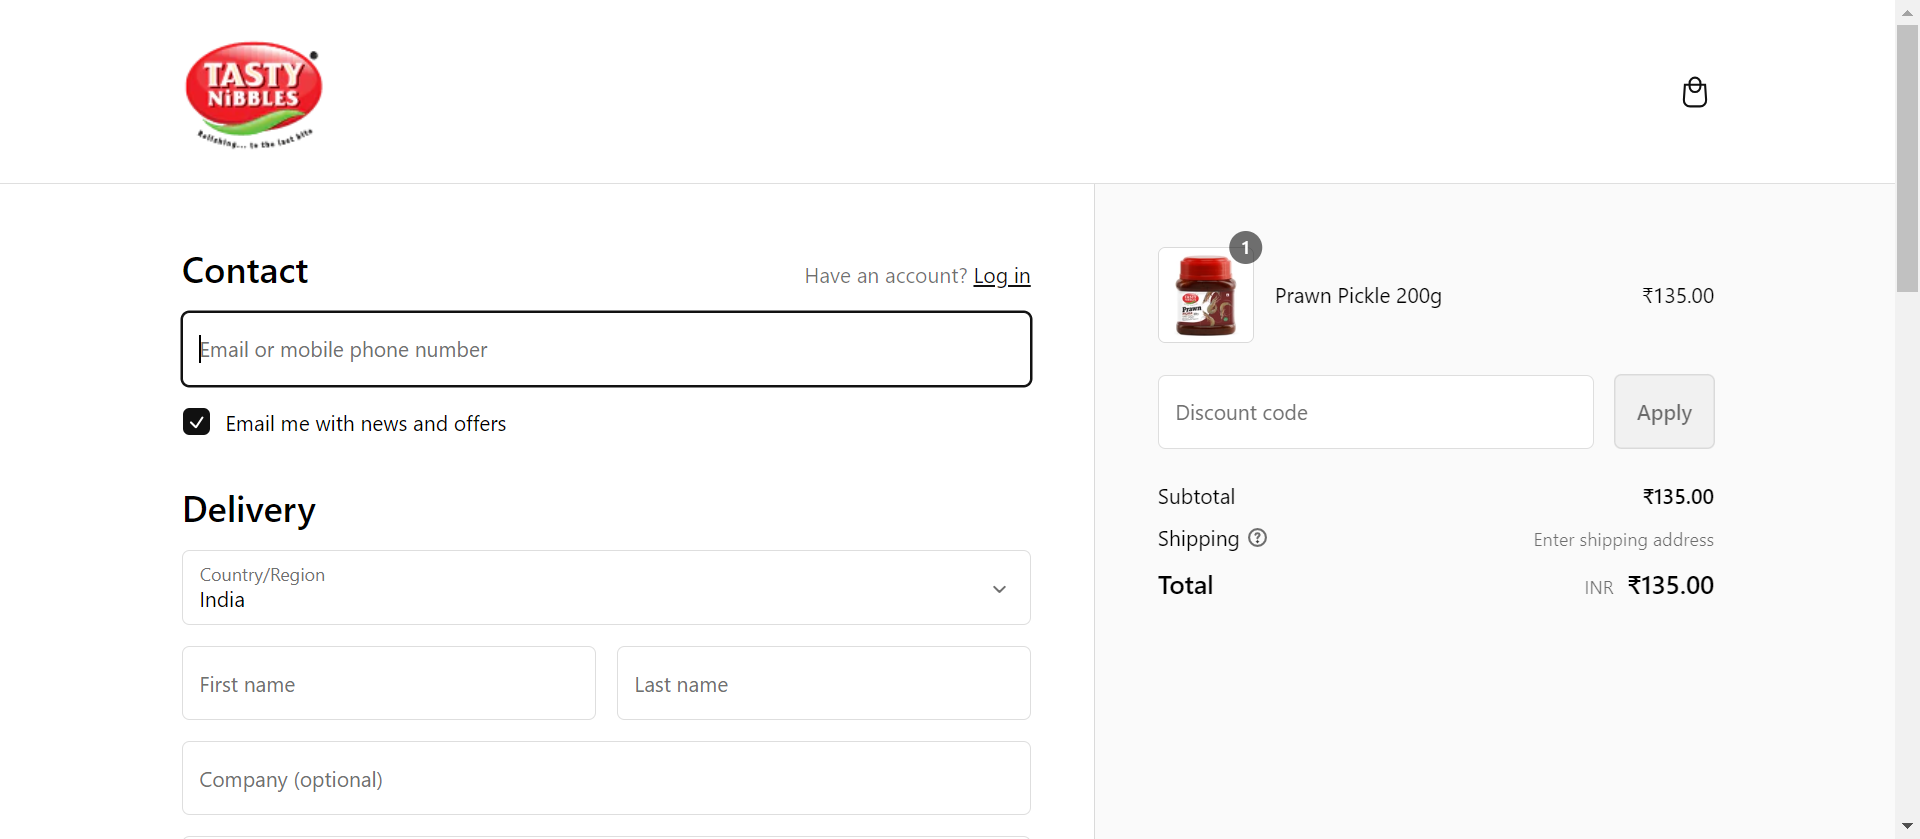 TASTY
NiBBLES
Relishing... to the last bite
Contact
Have an account? Log in
Email or mobile phone number
Email me with news and offers
Delivery
Country/Region
India
First name
Last name
Company (optional)
1
TASTY
Prawn
Prawn Pickle 200g
₹135.00
Discount code
Apply
Subtotal
₹135.00
Shipping
Enter shipping address
Total
INR ₹135.00